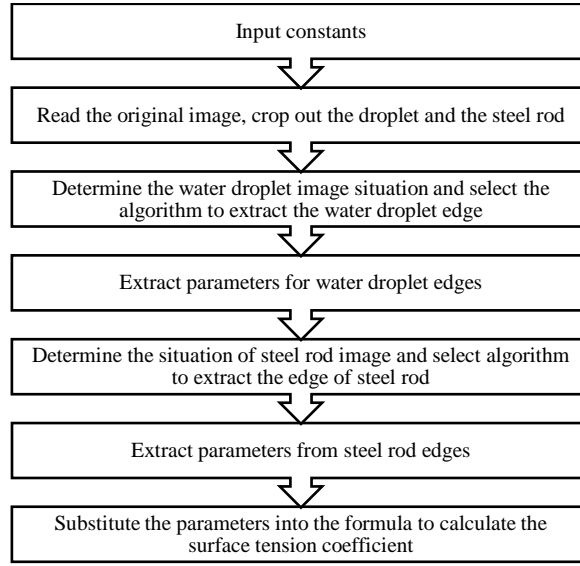 Input constants
Read the original image, crop out the droplet and the steel rod
Determine the water droplet image situation and select the
algorithm to extract the water droplet edge
Extract parameters for water droplet edges
Determine the situation of steel rod image and select algorithm
to extract the edge of steel rod
Extract parameters from steel rod edges
Substitute the parameters into the formula to calculate the
surface tension coefficient